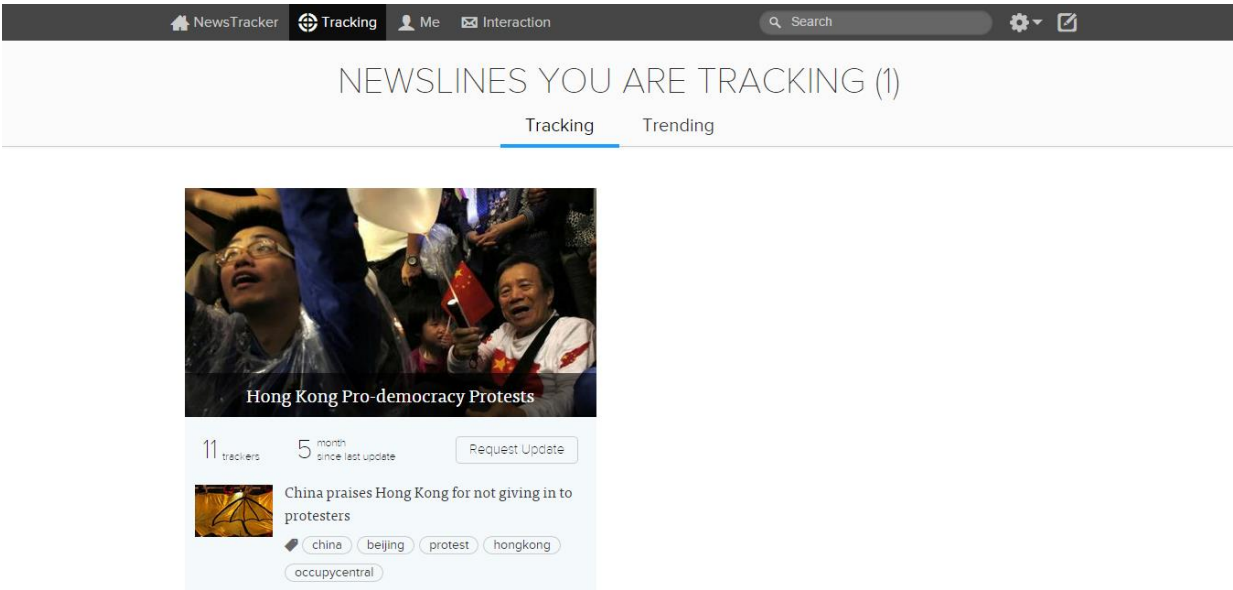 NewsTracker Tracking Me Interaction Search
NEWSLINES YOU ARE TRACKING (1)
Tracking Trending
Hong Kong Pro-democracy Protests
11 trackers 5 month since last update Request Update
China praises Hong Kong for not giving in to
protesters
china beijing protest hongkong
occupycentral